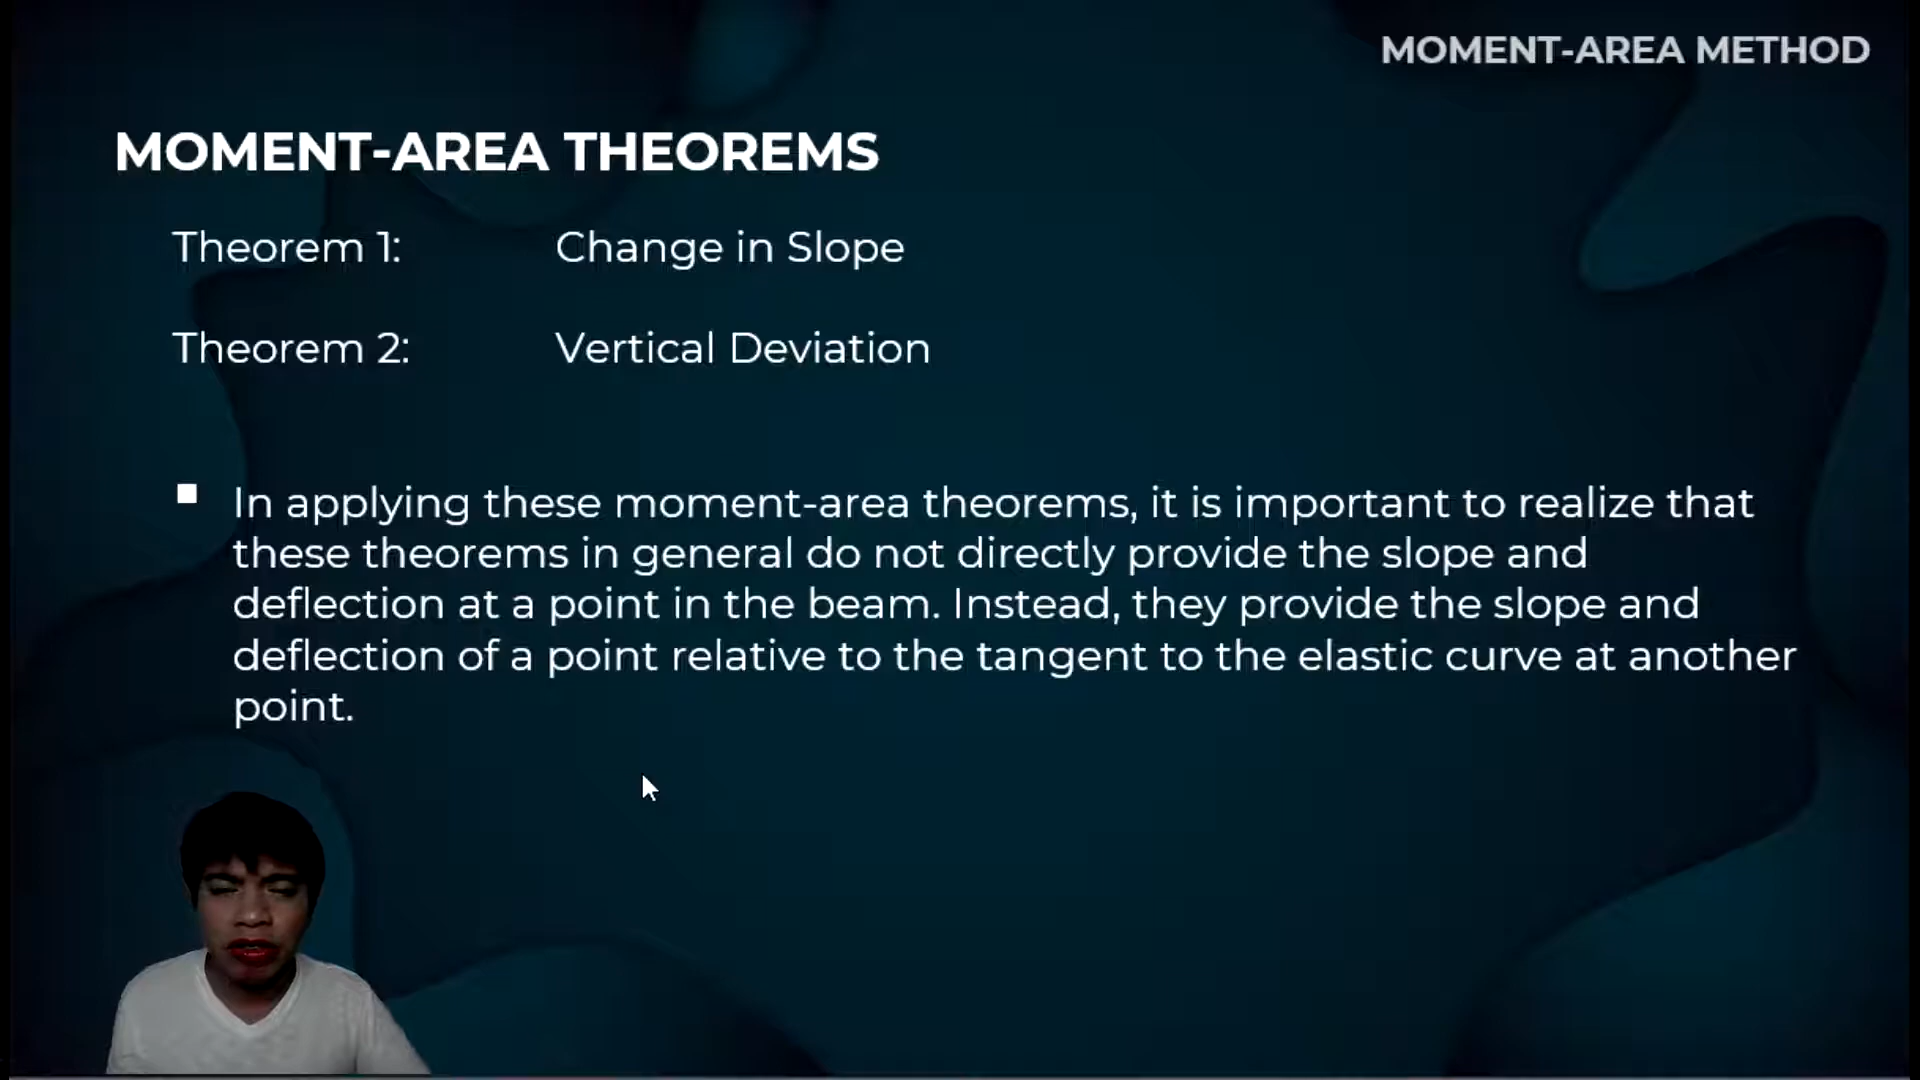 MOMENT-AREA METHOD
MOMENT-AREA THEOREMS
Theorem 1: Change in Slope
Theorem 2: Vertical Deviation
In applying these moment-area theorems, it is important to realize that
these theorems in general do not directly provide the slope and
deflection at a point in the beam. Instead, they provide the slope and
deflection of a point relative to the tangent to the elastic curve at another
point.